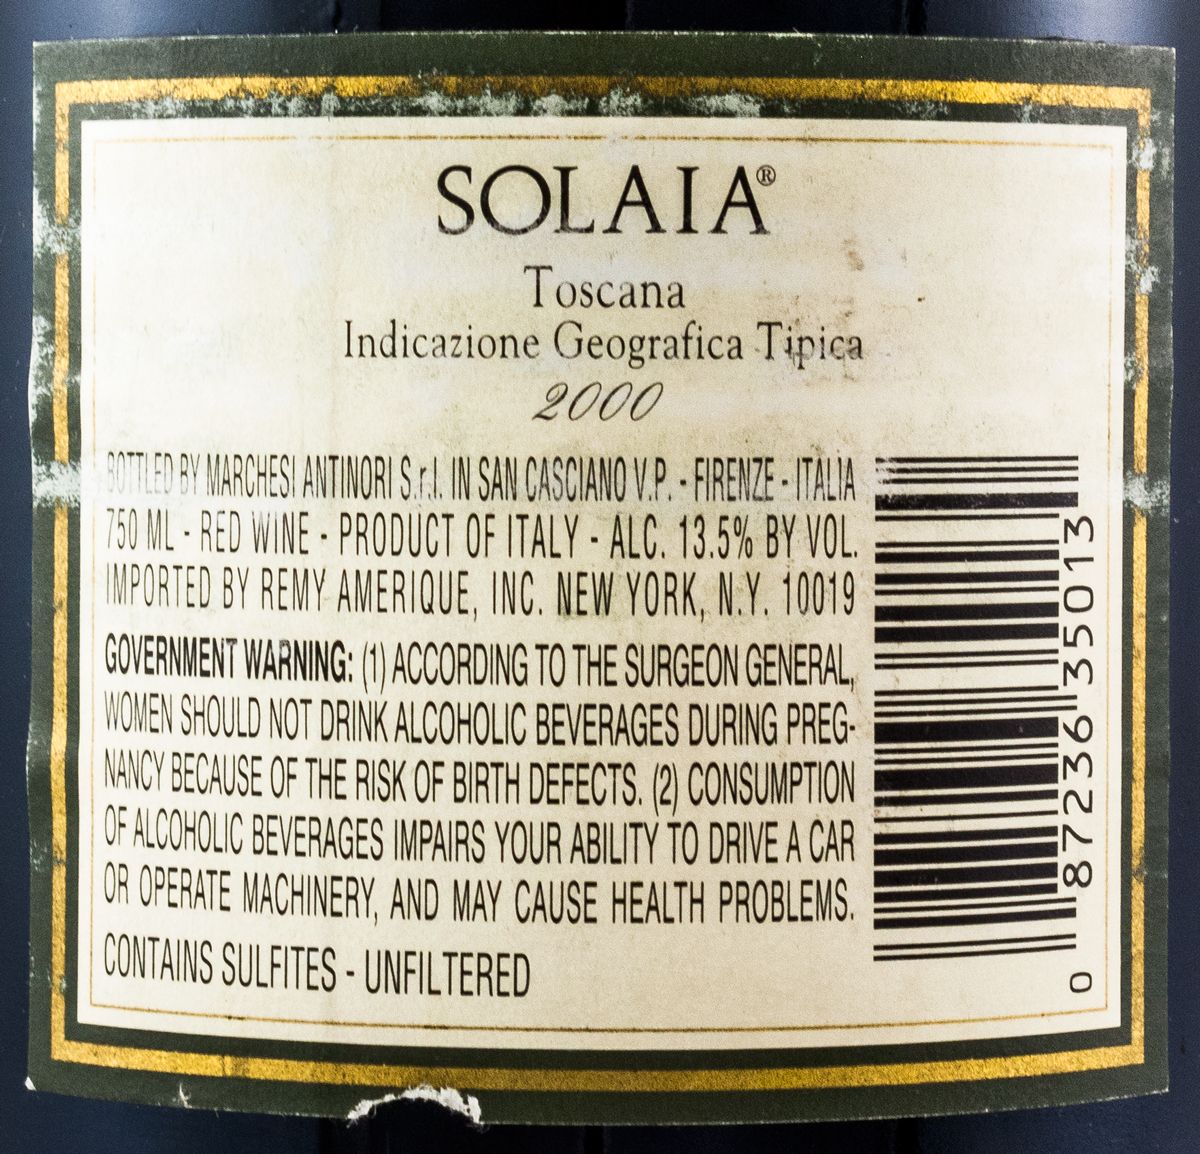 SOLAIA®
Toscana
Indicazione Geografica Tipica
2000
BOTTLED BY MARCHESI ANTINORI S.r.l. IN SAN CASCIANO V.P. - FIRENZE - ITALIA
750 ML - RED WINE - PRODUCT OF ITALY - ALC. 13.5% BY VOL.
IMPORTED BY REMY AMERIQUE, INC. NEW YORK, N.Y. 10019
GOVERNMENT WARNING: (1) ACCORDING TO THE SURGEON GENERAL,
WOMEN SHOULD NOT DRINK ALCOHOLIC BEVERAGES DURING PREG-
NANCY BECAUSE OF THE RISK OF BIRTH DEFECTS. (2) CONSUMPTION
OF ALCOHOLIC BEVERAGES IMPAIRS YOUR ABILITY TO DRIVE A CAR
OR OPERATE MACHINERY, AND MAY CAUSE HEALTH PROBLEMS.
CONTAINS SULFITES - UNFILTERED
0 87236 35013